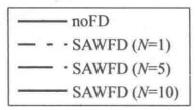 noFD
SAWFD (N=1)
SAWFD (N=5)
SAWFD (N=10)